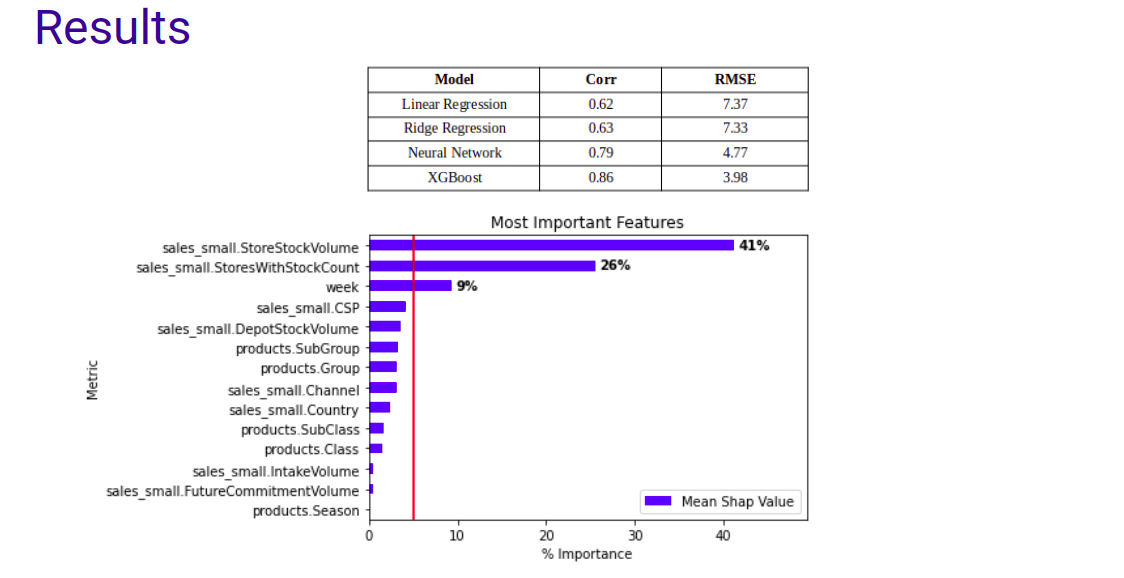 Results
Model Corr RMSE
Linear Regression 0.62 7.37
Ridge Regression 0.63 7.33
Neural Network 0.79 4.77
XGBoost 0.86 3.98
Most Important Features
sales_small.StoreStockVolume 41%
sales_small.StoresWithStockCount 26%
week 9%
sales_small.CSP
sales_small.DepotStockVolume
products.SubGroup
products.Group
sales_small.Channel
sales_small.Country
products.SubClass
products.Class
sales_small.IntakeVolume
sales_small.FutureCommitmentVolume
products.Season
Metric
Mean Shap Value
0 10 20 30 40
% Importance